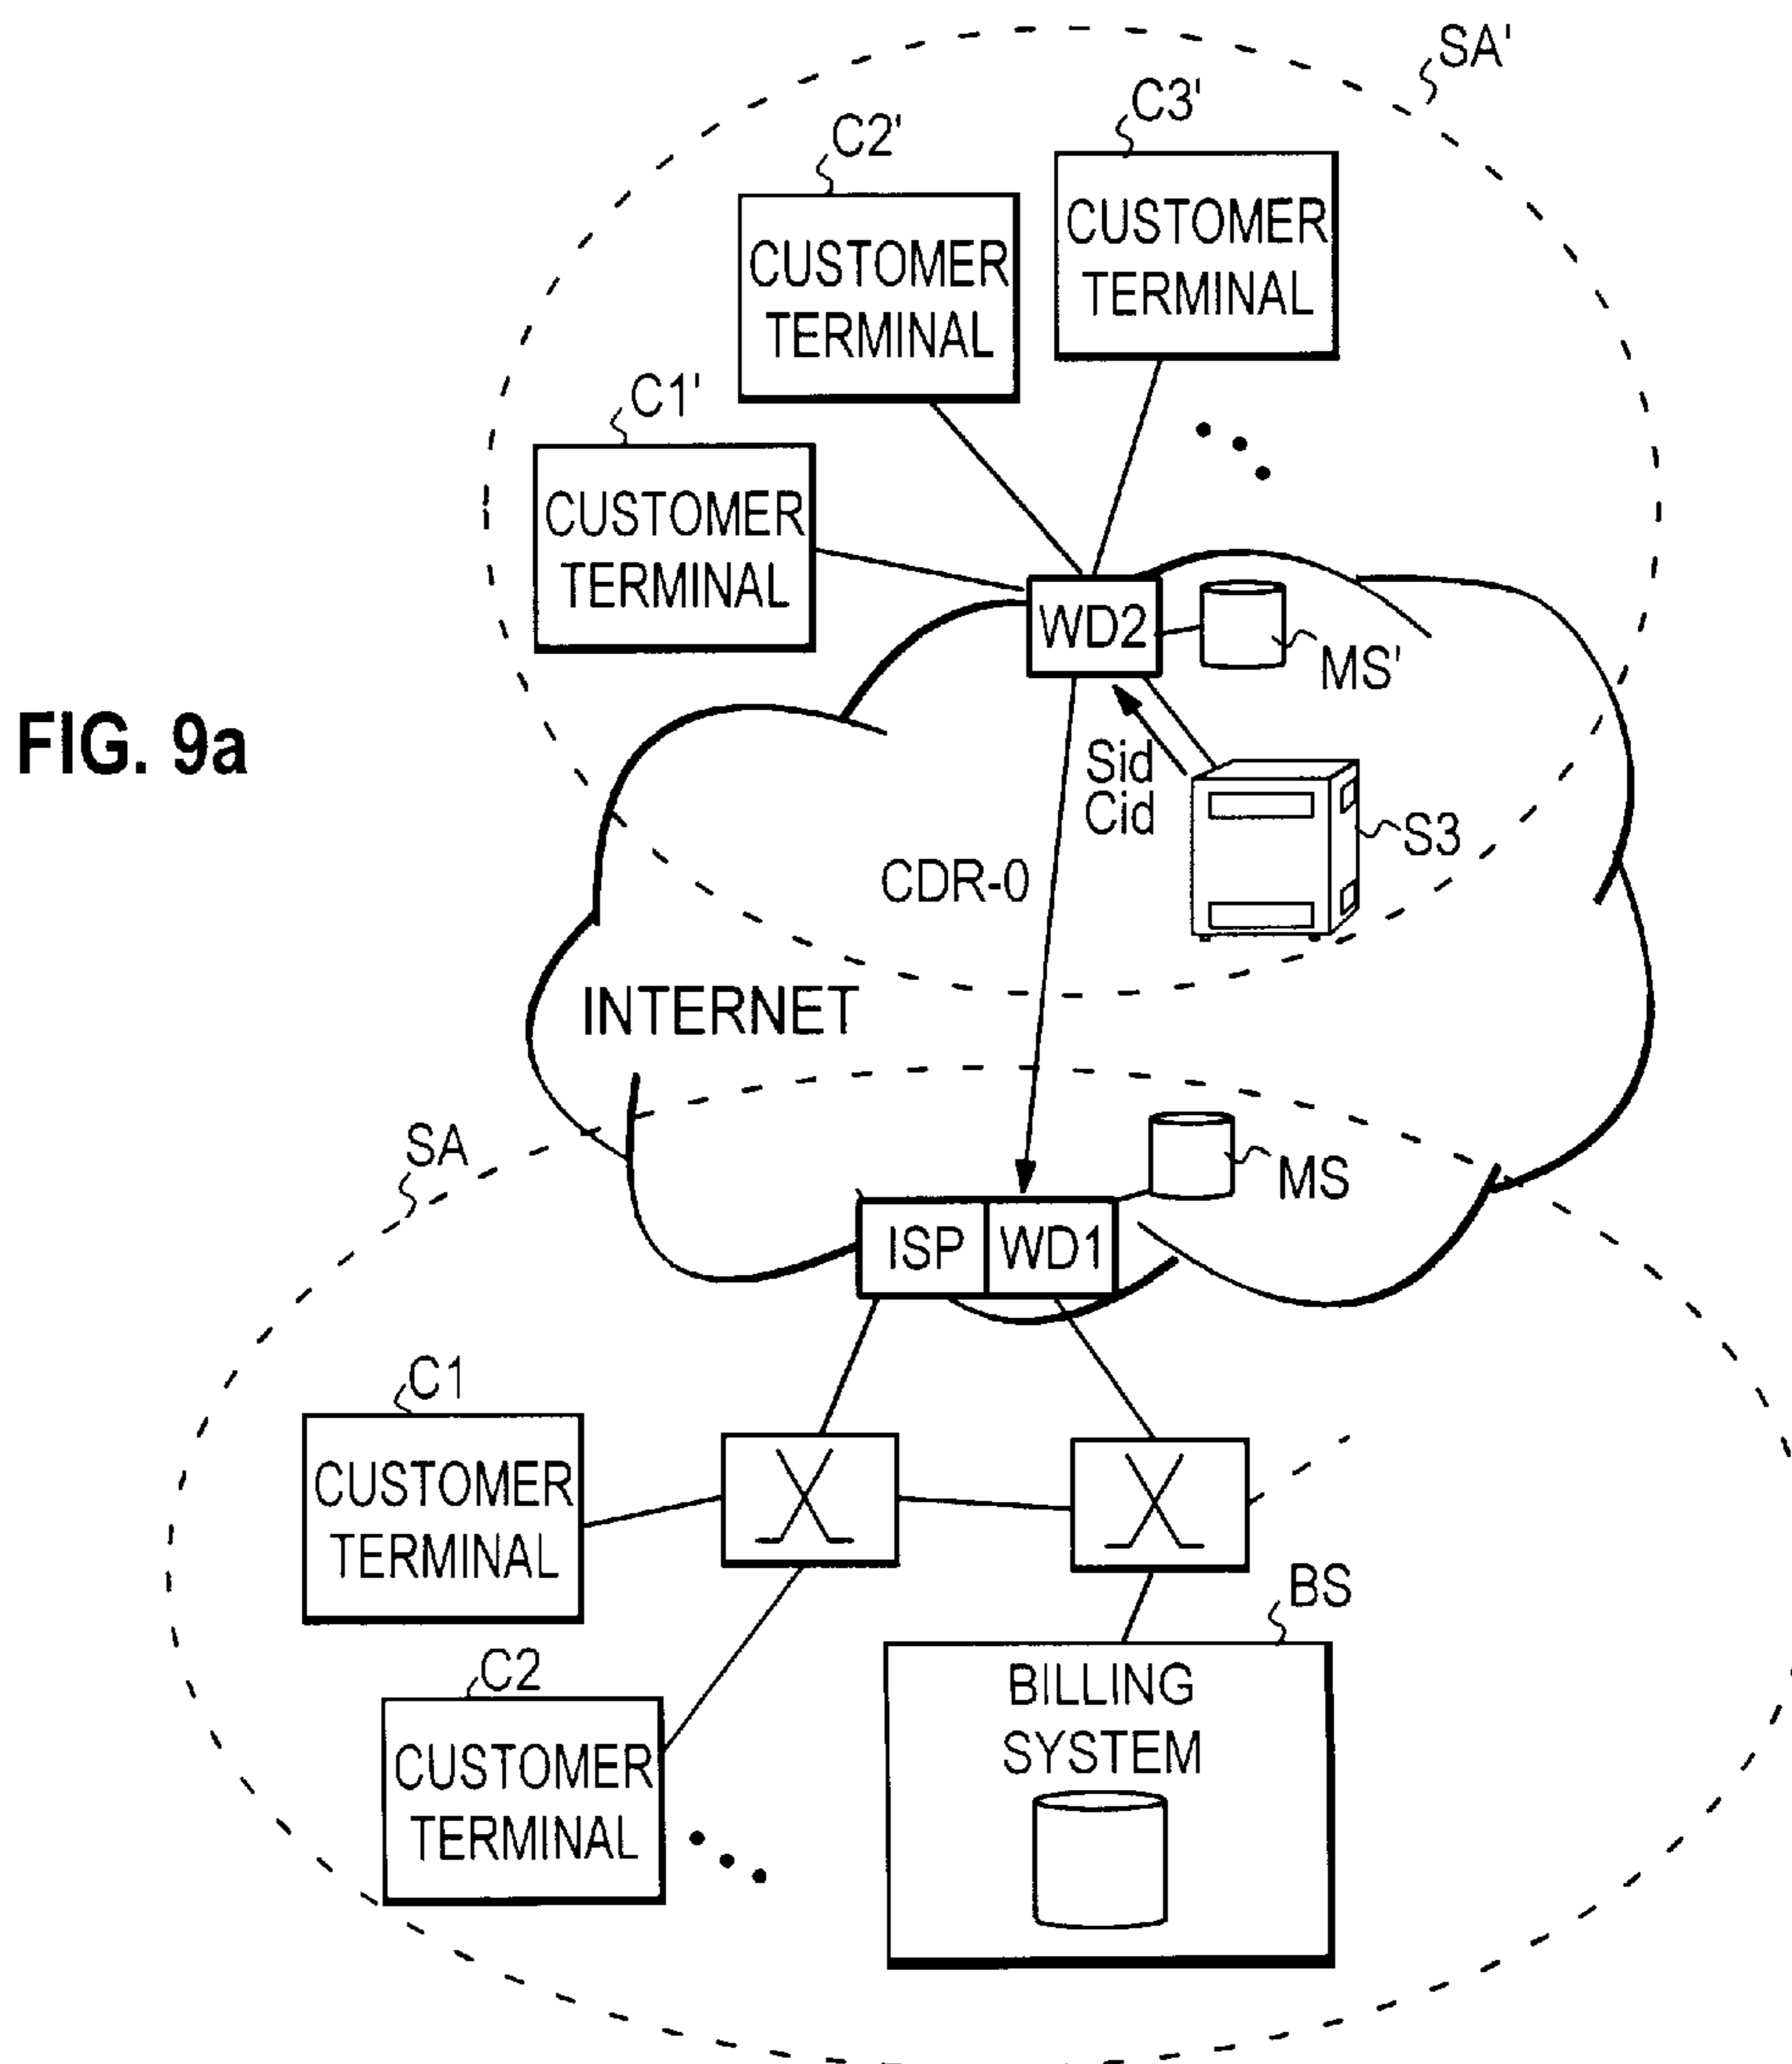 SA'
C3'
C2'
CUSTOMER
TERMINAL
CUSTOMER
TERMINAL
C1'
CUSTOMER
TERMINAL
WD2
MS'
FIG. 9a
Sid
Cid
S3
CDR-0
INTERNET
SA
MS
ISP
WD1
C1
CUSTOMER
TERMINAL
BS
C2
BILLING
SYSTEM
CUSTOMER
TERMINAL